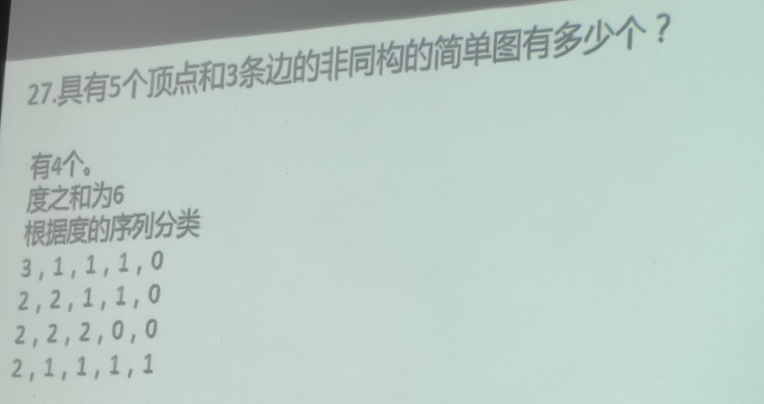 27.具有5个顶点和3条边的非同构的简单图有多少个？
有4个。
度之和为6
根据度的序列分类
3,1,1,1,0
2,2,1,1,0
2,2,2,0,0
2,1,1,1,1